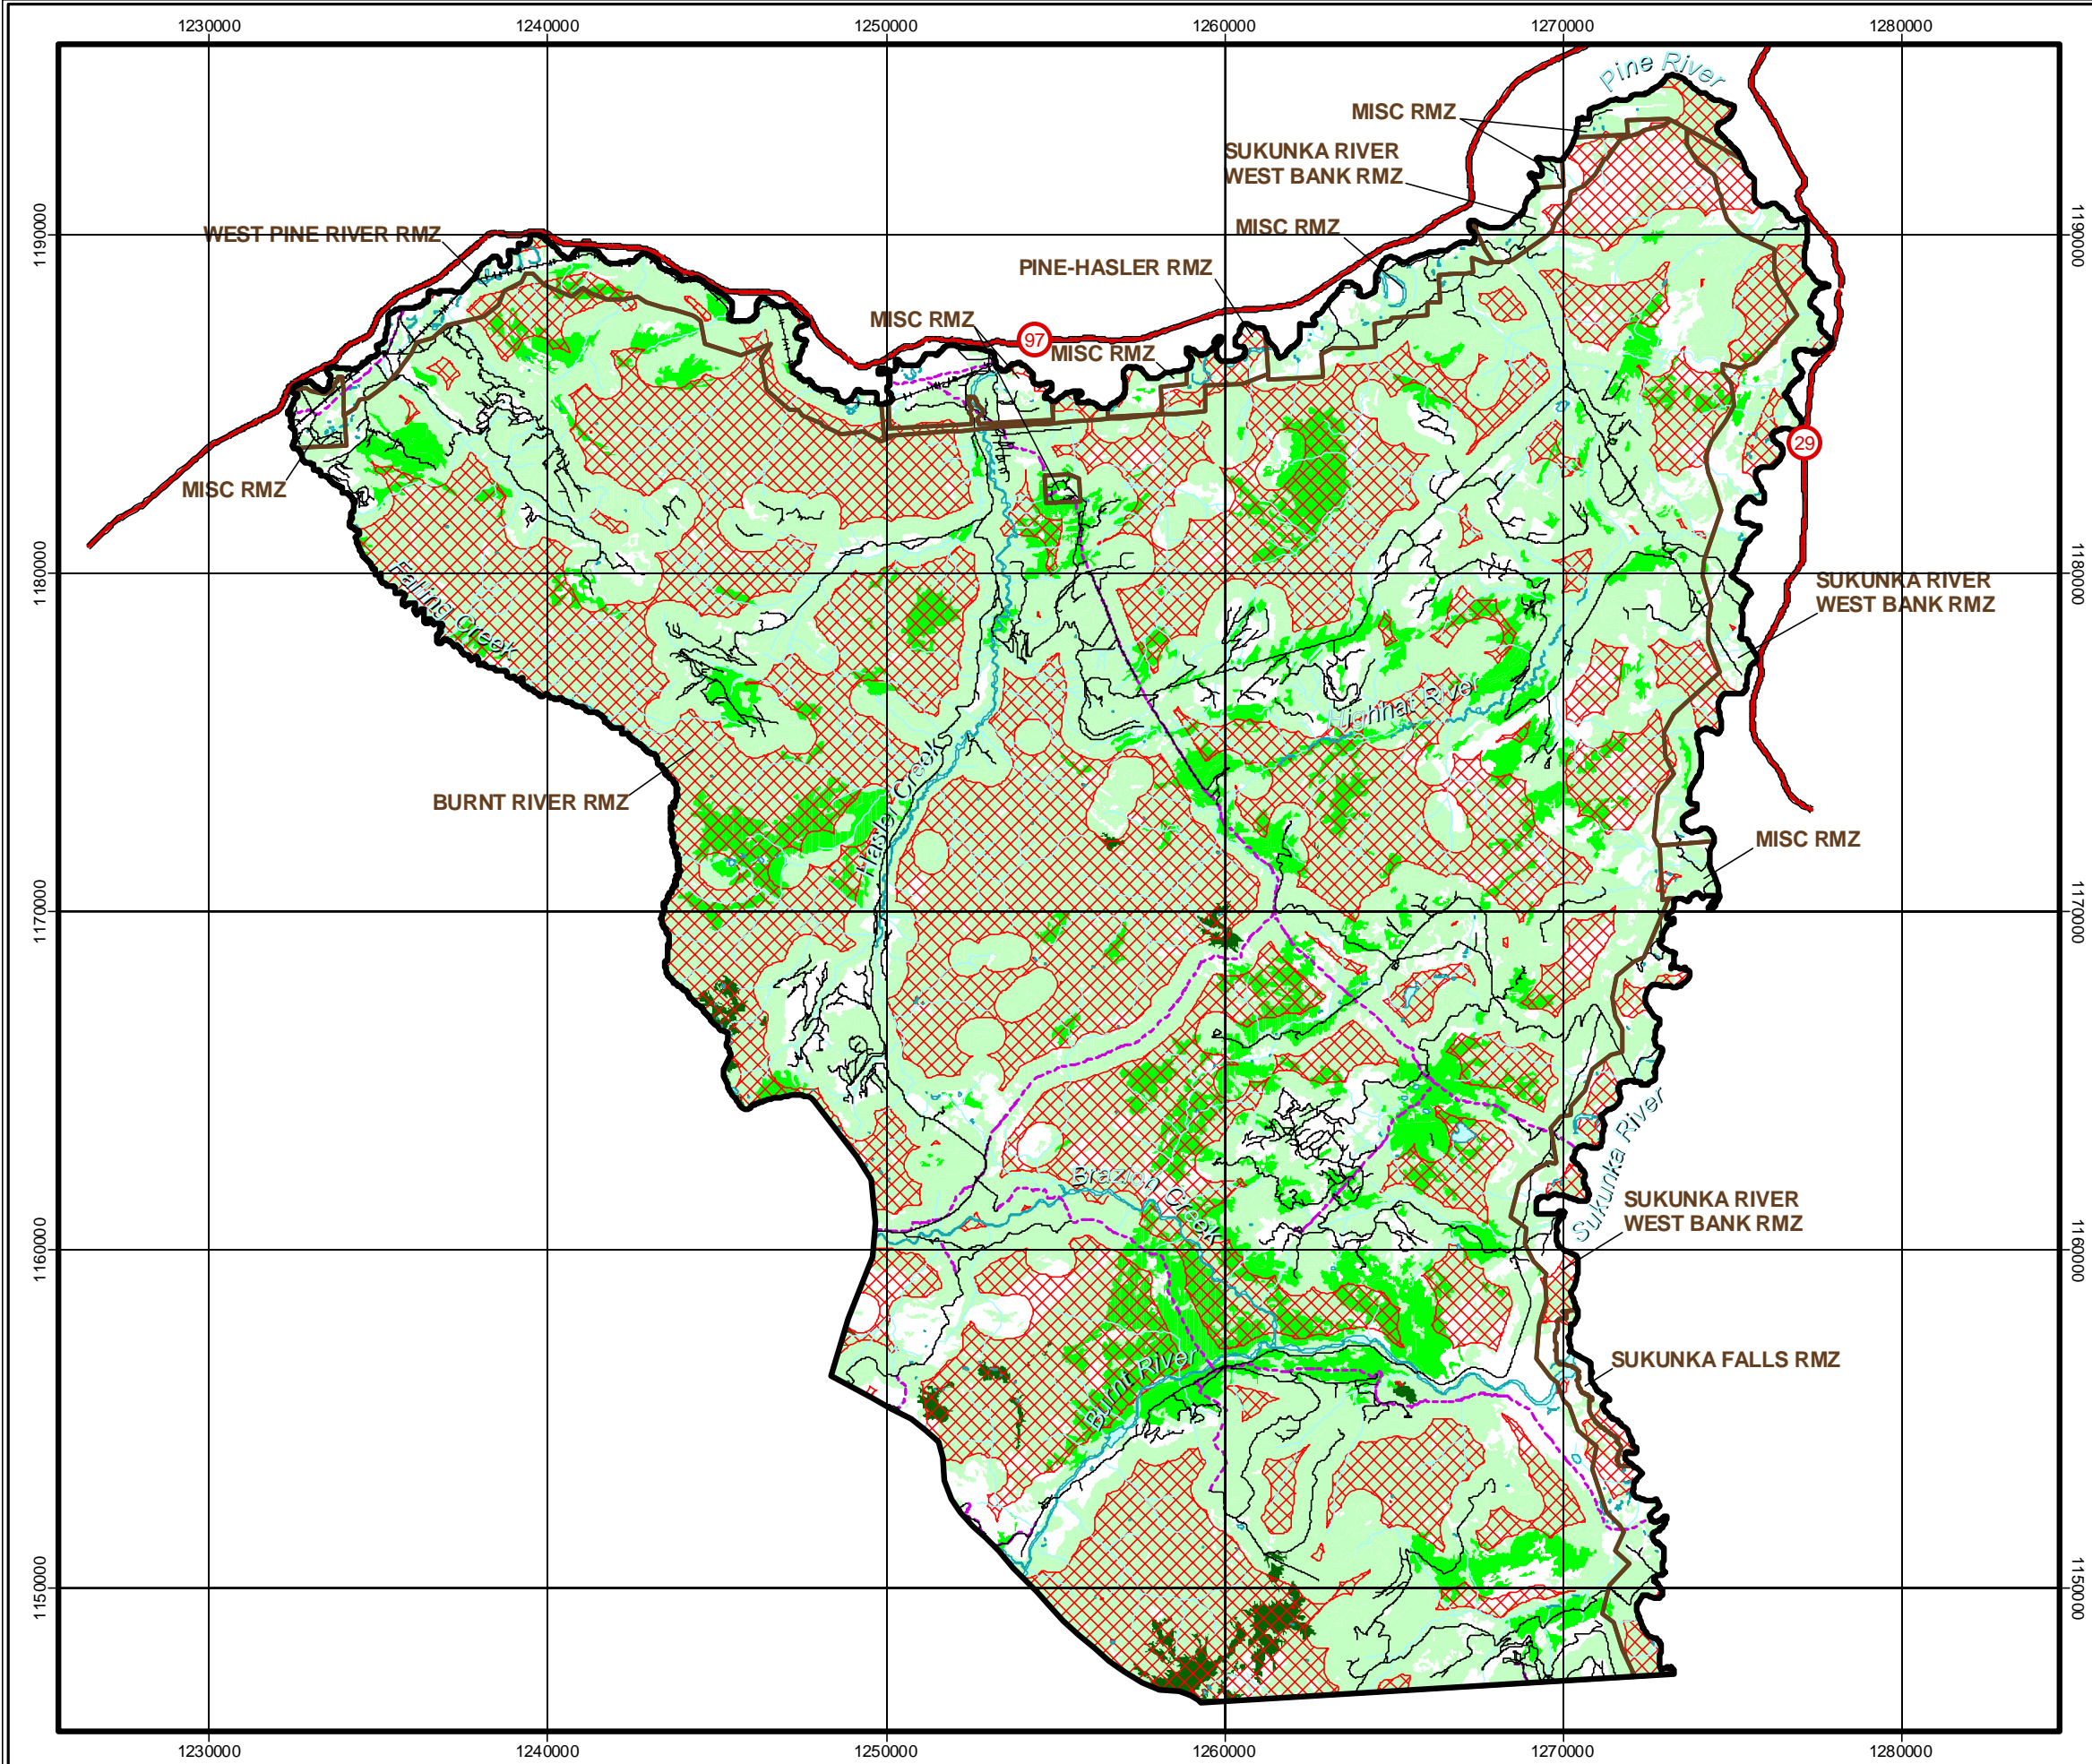 1230000 1240000 1250000 1260000 1270000 1280000
Pine River
MISC RMZ
SUKUNKA RIVER
WEST BANK RMZ
MISC RMZ
WEST PINE RIVER RMZ
1190000
1190000
PINE-HASLER RMZ
MISC RMZ
97
MISC RMZ
29
MISC RMZ
1180000
1180000
Falling Creek
SUKUNKA RIVER
WEST BANK RMZ
Highhat River
Hasler Creek
BURNT RIVER RMZ
MISC RMZ
1170000
1170000
Sukunka River
Brazion Creek
SUKUNKA RIVER
WEST BANK RMZ
1160000
1160000
SUKUNKA FALLS RMZ
Burnt River
1150000
1150000
1230000 1240000 1250000 1260000 1270000 1280000